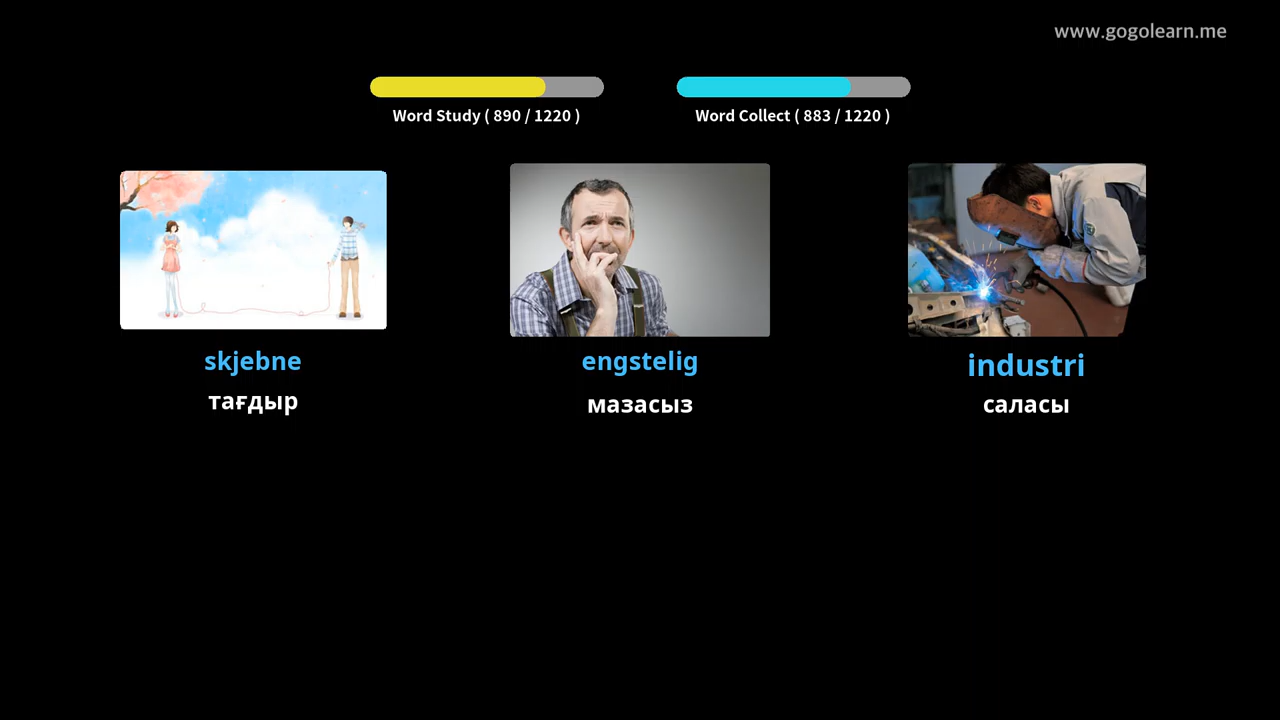 www.gogolearn.me
Word Study ( 890 / 1220 )
Word Collect ( 883 / 1220 )
skjebne
engstelig
industri
тағдыр
мазасыз
саласы